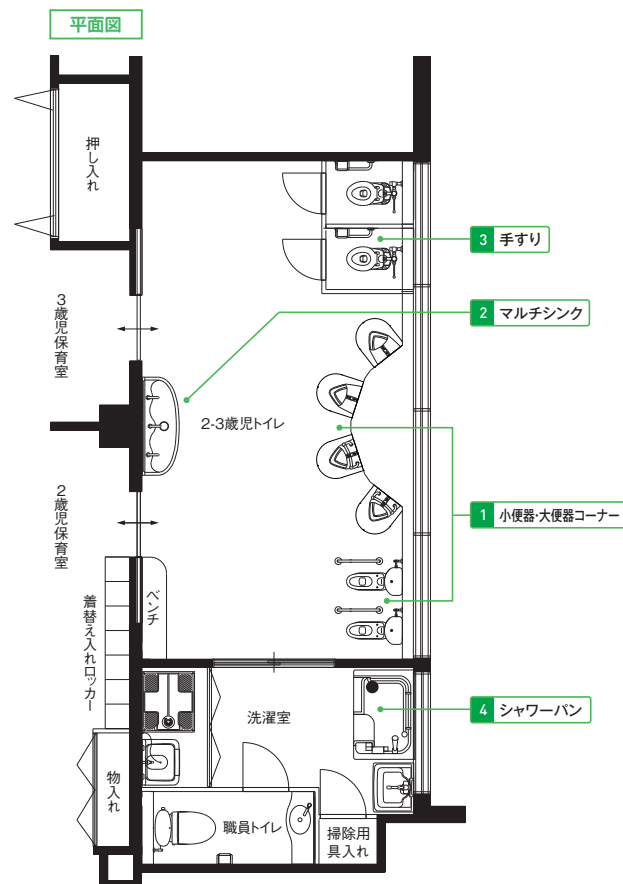 平面図
押し入れ
3 手すり
3歳児保育室
2 マルチシンク
2-3歳児トイレ
2歳児保育室
1 小便器・大便器コーナー
ベンチ
着替え入れロッカー
洗濯室
4 シャワーパン
物入れ
職員トイレ
掃除用
具入れ